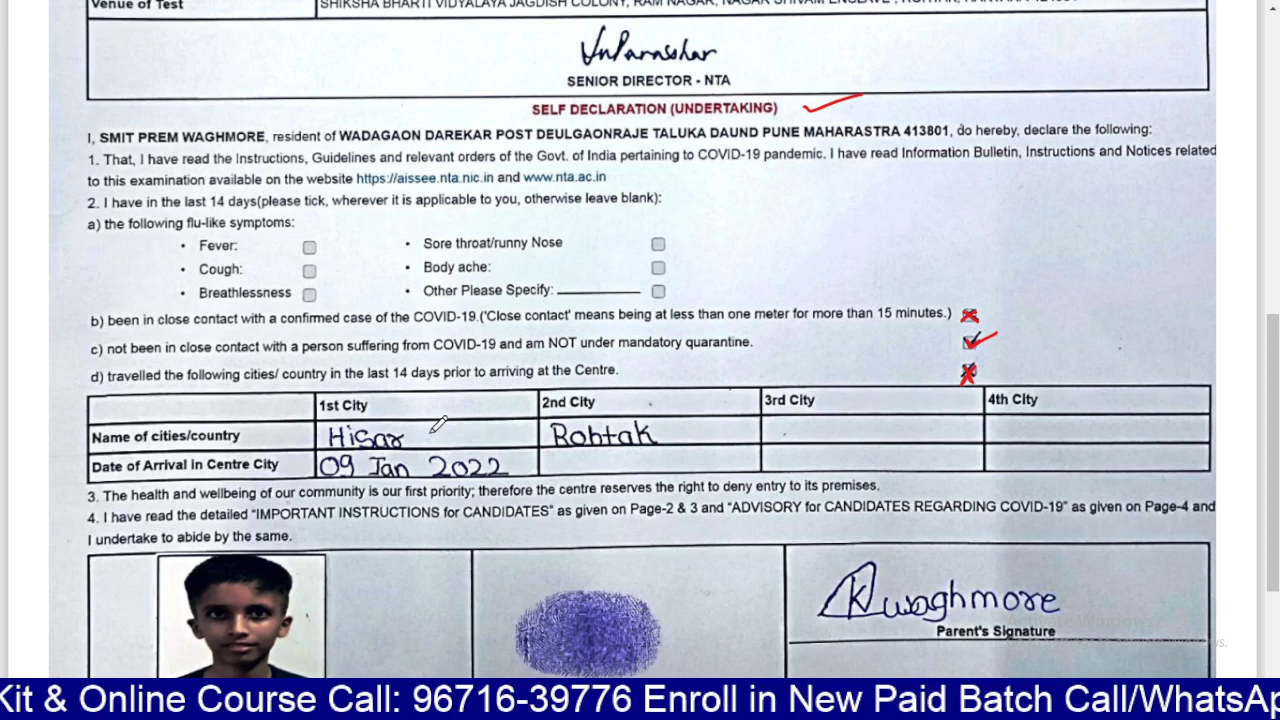 Venue of Test SHIKSHA BHARTI VIDYALAYA JAGDISH COLONY, RAM NAGAR, NAGAR SHIVAM ENCLAVE
SENIOR DIRECTOR - NTA
SELF DECLARATION (UNDERTAKING)
I, SMIT PREM WAGHMORE, resident of WADAGAON DAREKAR POST DEULGAONRAJE TALUKA DAUND PUNE MAHARASTRA 413801, do hereby, declare the following:
1. That, I have read the Instructions, Guidelines and relevant orders of the Govt. of India pertaining to COVID-19 pandemic. I have read Information Bulletin, Instructions and Notices related
to this examination available on the website https://aissee.nta.nic.in and www.nta.ac.in
2. I have in the last 14 days(please tick, wherever it is applicable to you, otherwise leave blank):
a) the following flu-like symptoms:
• Fever: • Sore throat/runny Nose
• Cough: • Body ache:
• Breathlessness • Other Please Specify:
b) been in close contact with a confirmed case of the COVID-19.('Close contact' means being at less than one meter for more than 15 minutes.)
c) not been in close contact with a person suffering from COVID-19 and am NOT under mandatory quarantine.
d) travelled the following cities/ country in the last 14 days prior to arriving at the Centre.
1st City 2nd City 3rd City 4th City
Name of cities/country Hisar Rohtak
Date of Arrival in Centre City 09 Jan 2022
3. The health and wellbeing of our community is our first priority; therefore the centre reserves the right to deny entry to its premises.
4. I have read the detailed "IMPORTANT INSTRUCTIONS for CANDIDATES" as given on Page-2 & 3 and "ADVISORY for CANDIDATES REGARDING COVID-19" as given on Page-4 and
I undertake to abide by the same.
Kwaghmore
Parent's Signature
Activate Windows
Kit & Online Course Call: 96716-39776 Enroll in New Paid Batch Call/WhatsAp